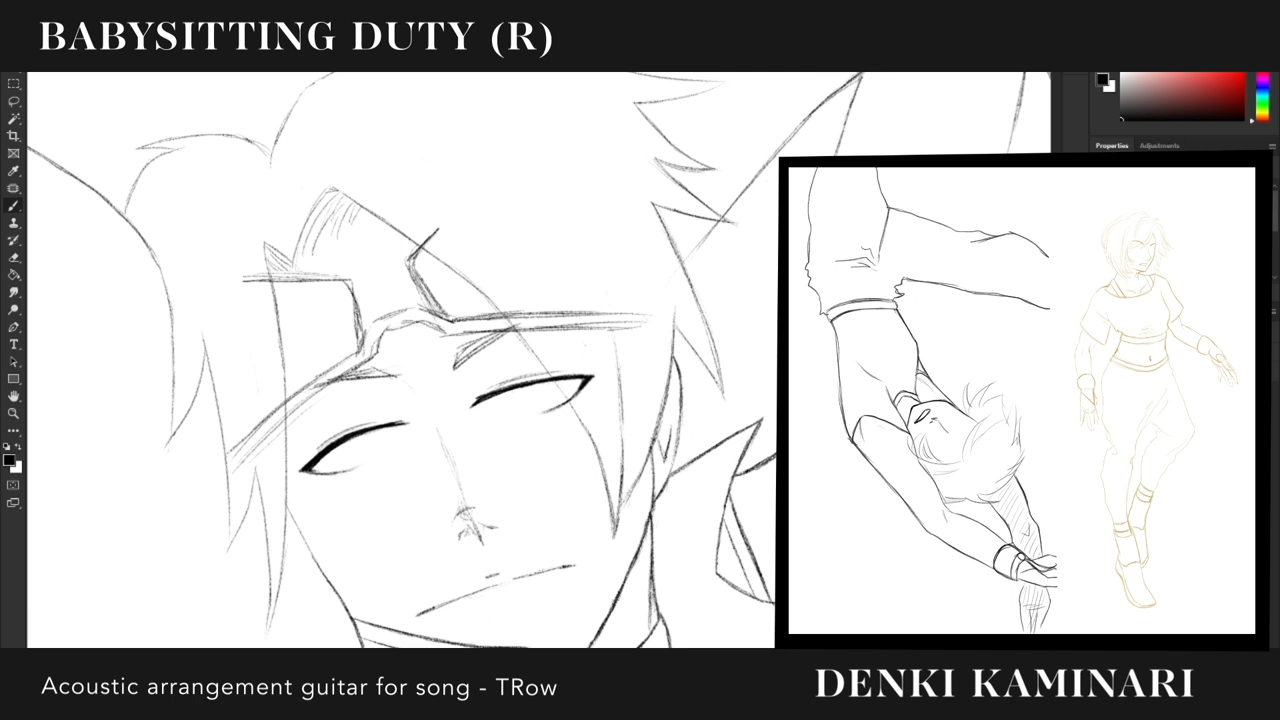 BABYSITTING DUTY (R)
Properties Adjustments
Acoustic arrangement guitar for song - TRow
DENKI KAMINARI